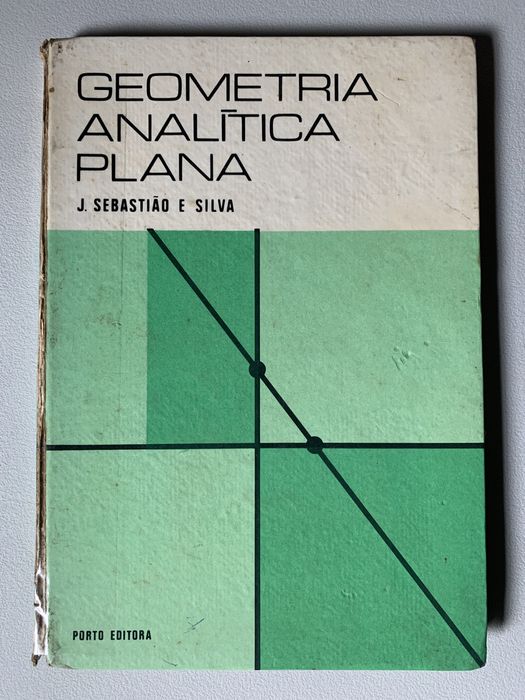 GEOMETRIA
ANALÍTICA
PLANA
J. SEBASTIÃO E SILVA
PORTO EDITORA